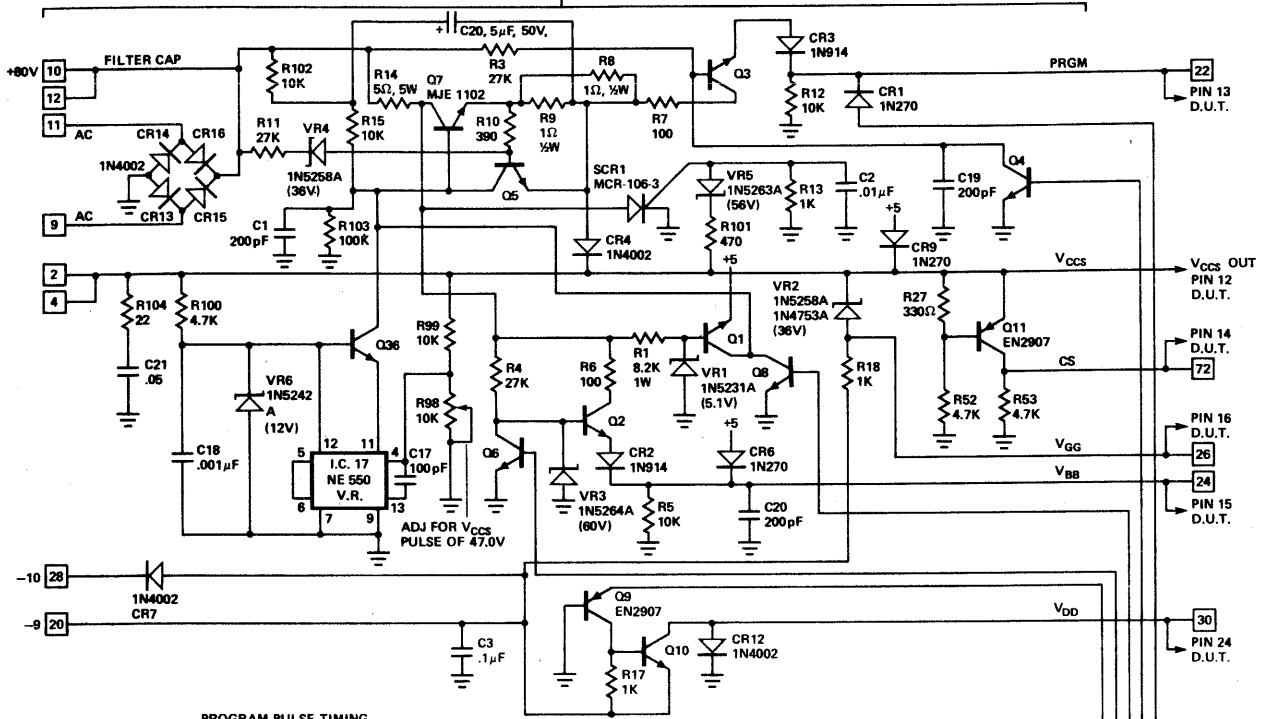 C20, 5µF, 50V,
+
+80V 10 FILTER CAP
12
11 AC
R102
10K
R14
5Ω, 5W
Q7
MJE 1102
R3
27K
R8
1Ω, ½W
Q3
CR3
1N914
PRGM
22
PIN 13
D.U.T.
R12
10K
CR1
1N270
CR14
CR16
1N4002
CR13
CR15
9 AC
R11
27K
VR4
1N5258A
(36V)
R15
10K
R10
390
R9
1Ω
½W
R7
100
Q5
SCR1
MCR-106-3
VR5
1N5263A
(56V)
R13
1K
C2
.01µF
C19
200pF
Q4
C1
200pF
R103
100K
CR4
1N4002
R101
470
+5
+5
CR9
1N270
2
4
VCCS
VCCS OUT
PIN 12
D.U.T.
R104
22
R100
4.7K
C21
.05
Q36
R99
10K
R98
10K
R4
27K
R6
100
R1
8.2K
1W
VR1
1N5231A
(5.1V)
Q1
Q8
VR2
1N5258A
1N4753A
(36V)
R18
1K
R27
330Ω
Q11
EN2907
PIN 14
D.U.T.
CS
72
R52
4.7K
R53
4.7K
VR6
1N5242
A
(12V)
C18
.001µF
12
11
5
6
4
13
7
9
I.C. 17
NE 550
V.R.
C17
100pF
ADJ FOR VCCS
PULSE OF 47.0V
Q6
Q2
CR2
1N914
VR3
1N5264A
(60V)
R5
10K
+5
CR6
1N270
C20
200pF
PIN 16
D.U.T.
VGG
26
VBB
24
PIN 15
D.U.T.
-10 28
1N4002
CR7
-9 20
C3
.1µF
Q9
EN2907
Q10
R17
1K
CR12
1N4002
VDD
30
PIN 24
D.U.T.
PROGRAM PULSE TIMING